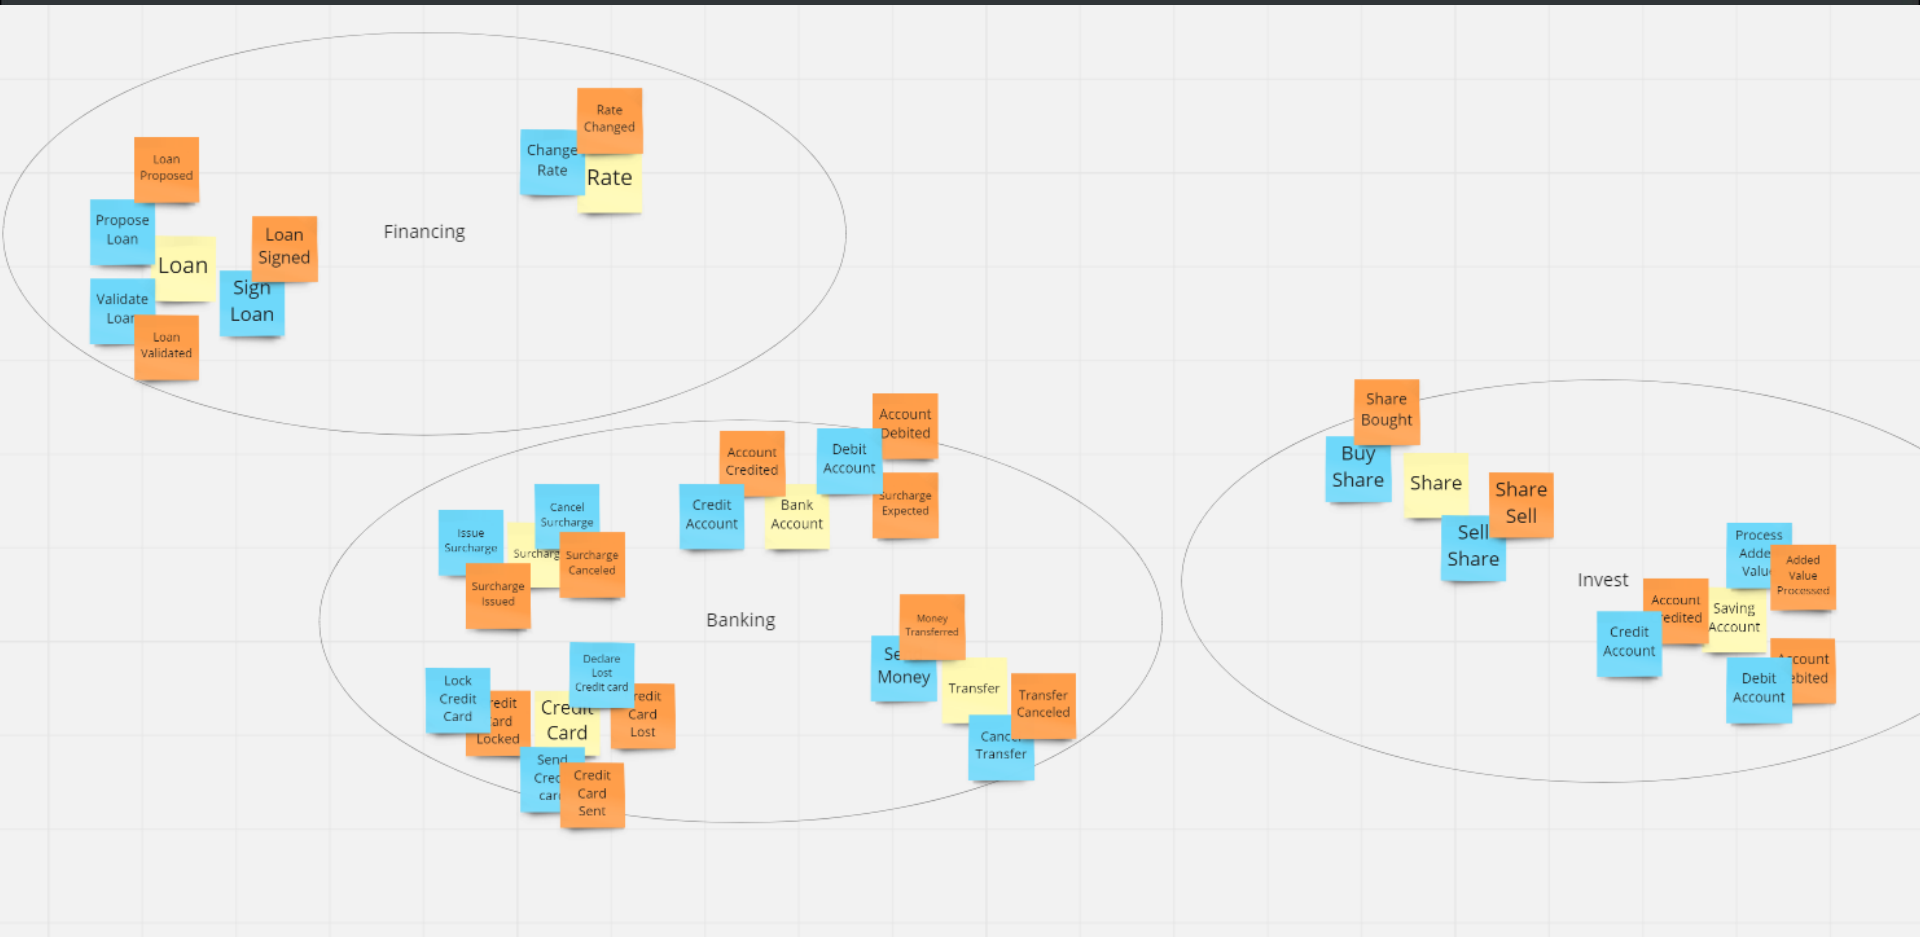 Rate
Changed
Change
Rate
Rate
Loan
Proposed
Propose
Loan
Loan
Signed
Loan
Validate
Sign
Loan
Loan
Validated
Financing
Account
Debited
Debit
Account
Account
Credited
Credit
Account
Bank
Account
Surcharge
Expected
Cancel
Surcharge
Issue
Surcharge
Surcharge
Canceled
Surcharge
Issued
Banking
Money
Transferred
Money
Transfer
Transfer
Canceled
Transfer
Declare
Lost
Credit card
Lock
Credit
Card
Locked
Credit
Card
Card
Lost
Send
Credit
Card
Sent
Share
Bought
Buy
Share
Share
Share
Sell
Sell
Share
Invest
Process
Added
Value
Processed
Saving
Account
Account
Credit
Account
Debit
Account